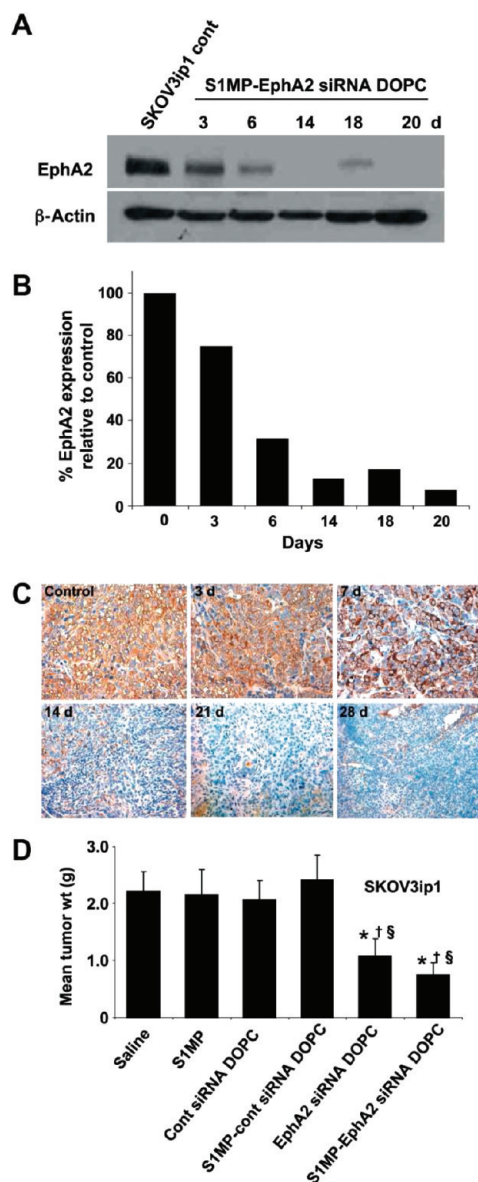 A
SKOV3ip1 cont
S1MP-EphA2 siRNA DOPC
3 6 14 18 20 d
EphA2
β-Actin
B
% EphA2 expression
relative to control
100
80
60
40
20
0
0 3 6 14 18 20
Days
C
Control 3 d 7 d
14 d 21 d 28 d
D
Mean tumor wt (g)
3.0
2.0
1.0
0
SKOV3ip1
* † §
* † §
Saline
S1MP
Cont siRNA DOPC
S1MP-cont siRNA DOPC
EphA2 siRNA DOPC
S1MP-EphA2 siRNA DOPC